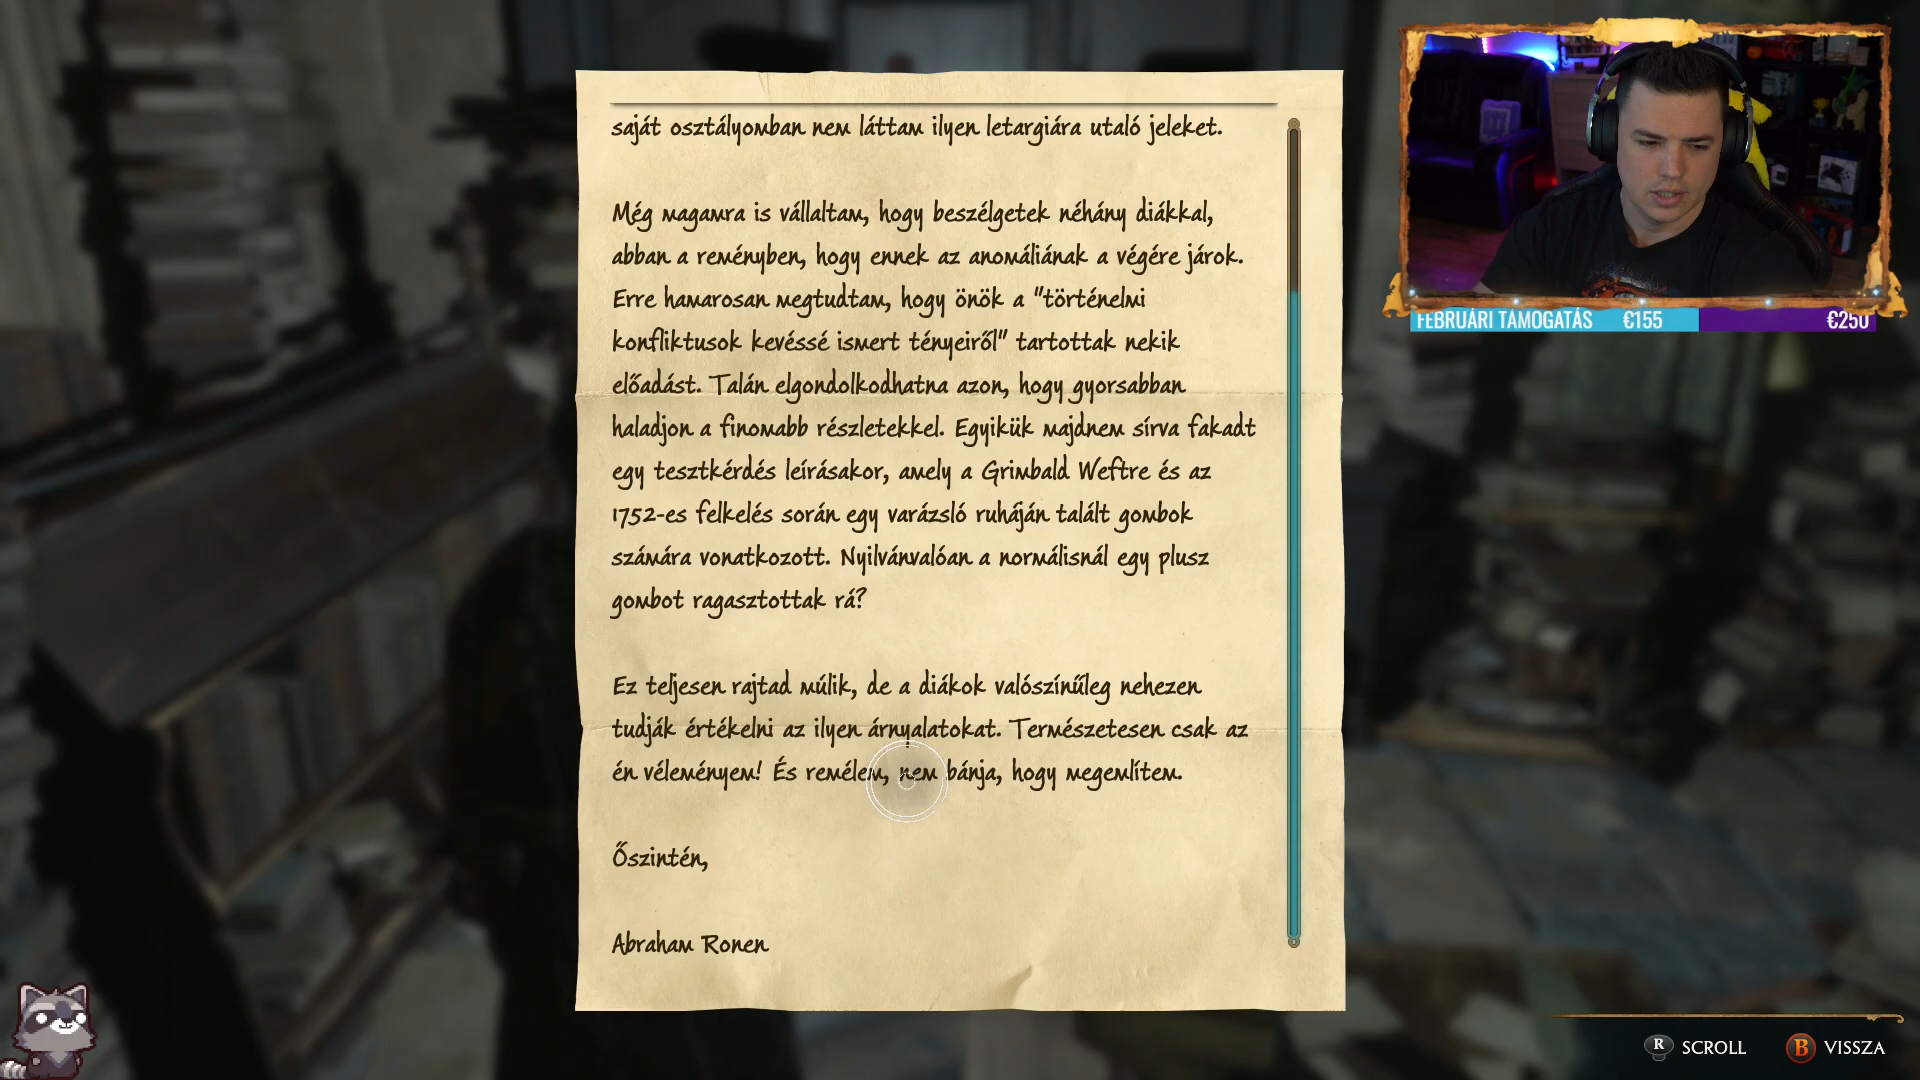 saját osztályomban nem láttam ilyen letargiára utaló jeleket.
Még magamra is vállaltam, hogy beszélgetek néhány diákkal,
abban a reményben, hogy ennek az anomáliának a végére járok.
Erre hamarosan megtudtam, hogy önök a "történelmi
konfliktusok kevéssé ismert tényeiről" tartottak nekik
előadást. Talán elgondolkodhatna azon, hogy gyorsabban
haladjon a finomabb részletekkel. Egyikük majdnem sírva fakadt
egy tesztkérdés leírásakor, amely a Grimbald Weftre és az
1752-es felkelés során egy varázsló ruháján talált gombok
számára vonatkozott. Nyilvánvalóan a normálisnál egy plusz
gombot ragasztottak rá?
Ez teljesen rajtad múlik, de a diákok valószínűleg nehezen
tudják értékelni az ilyen árnyalatokat. Természetesen csak az
én véleményem! És remélem, nem bánja, hogy megemlítem.
Őszintén,
Abraham Ronen
FEBRUÁRI TÁMOGATÁS €155 €250
R SCROLL B VISSZA